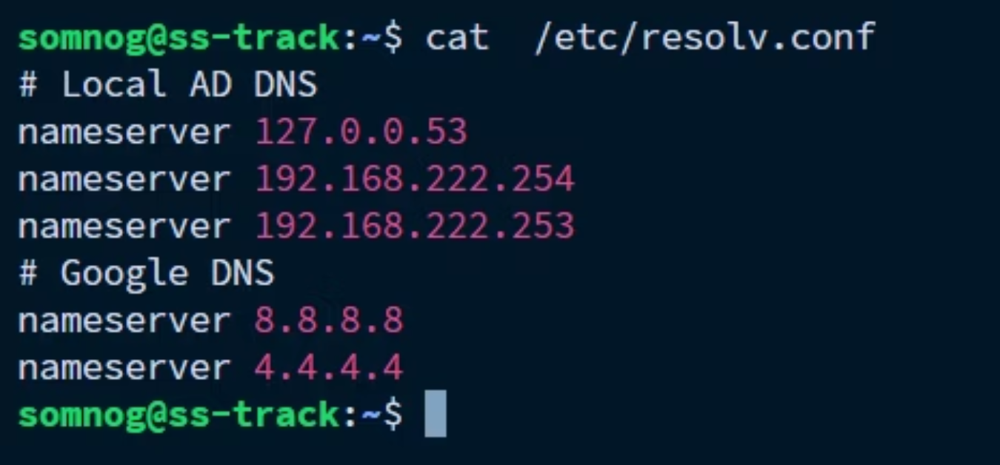 somnog@ss-track:~$ cat  /etc/resolv.conf
# Local AD DNS
nameserver 127.0.0.53
nameserver 192.168.222.254
nameserver 192.168.222.253
# Google DNS
nameserver 8.8.8.8
nameserver 4.4.4.4
somnog@ss-track:~$